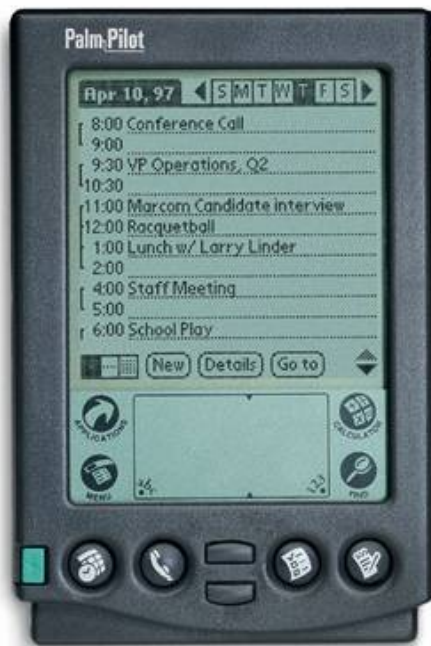 PalmPilot
Apr 10, 97 S M T W T F S
8:00 Conference Call
9:00
9:30 VP Operations, Q2
10:30
11:00 Marcom Candidate interview
12:00 Racquetball
1:00 Lunch w/ Larry Linder
2:00
4:00 Staff Meeting
5:00
6:00 School Play
New Details Go to
APPLICATIONS CALCULATOR
MENU abc 123 FIND